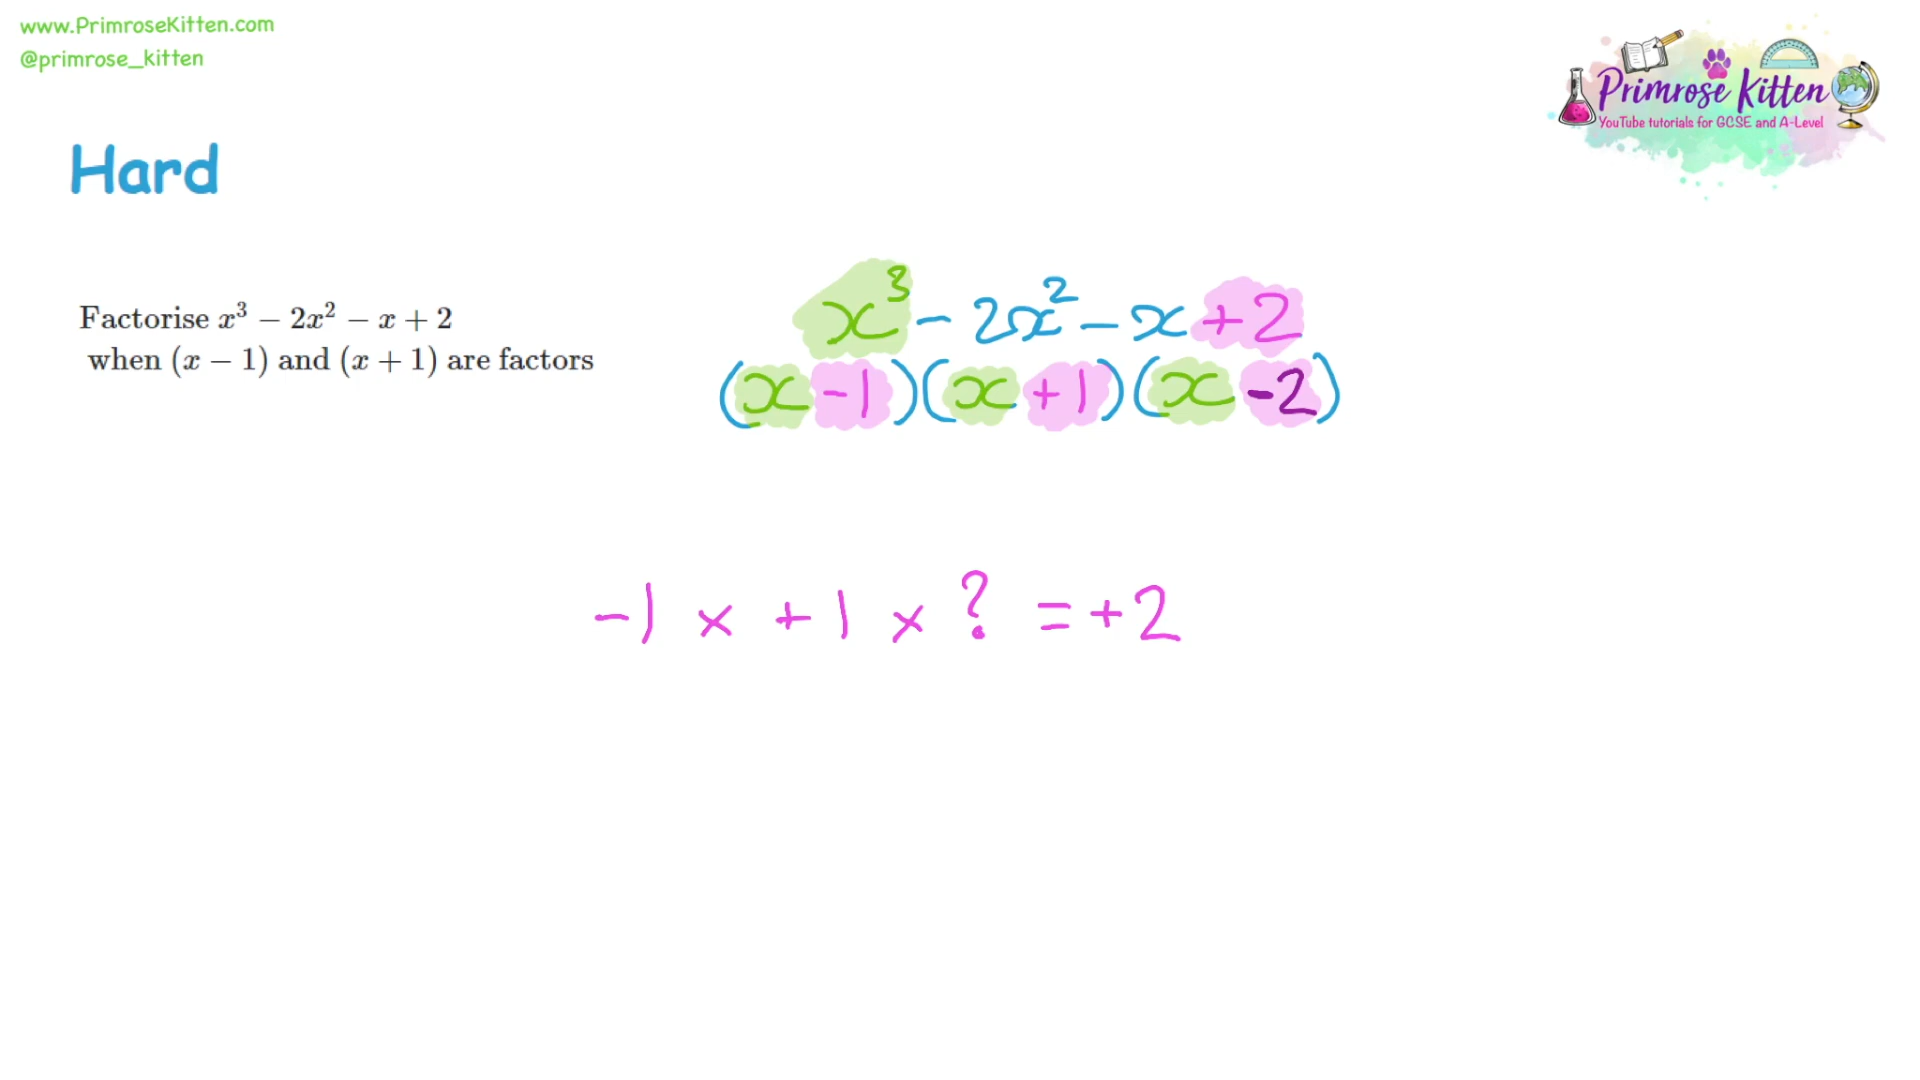 www.PrimroseKitten.com
@primrose_kitten
Primrose Kitten
YouTube tutorials for GCSE and A-Level
Hard
Factorise x³ − 2x² − x + 2
when (x − 1) and (x + 1) are factors
x³ - 2x² - x + 2
(x - 1)(x + 1)(x - 2)
-1 × +1 × ? = +2